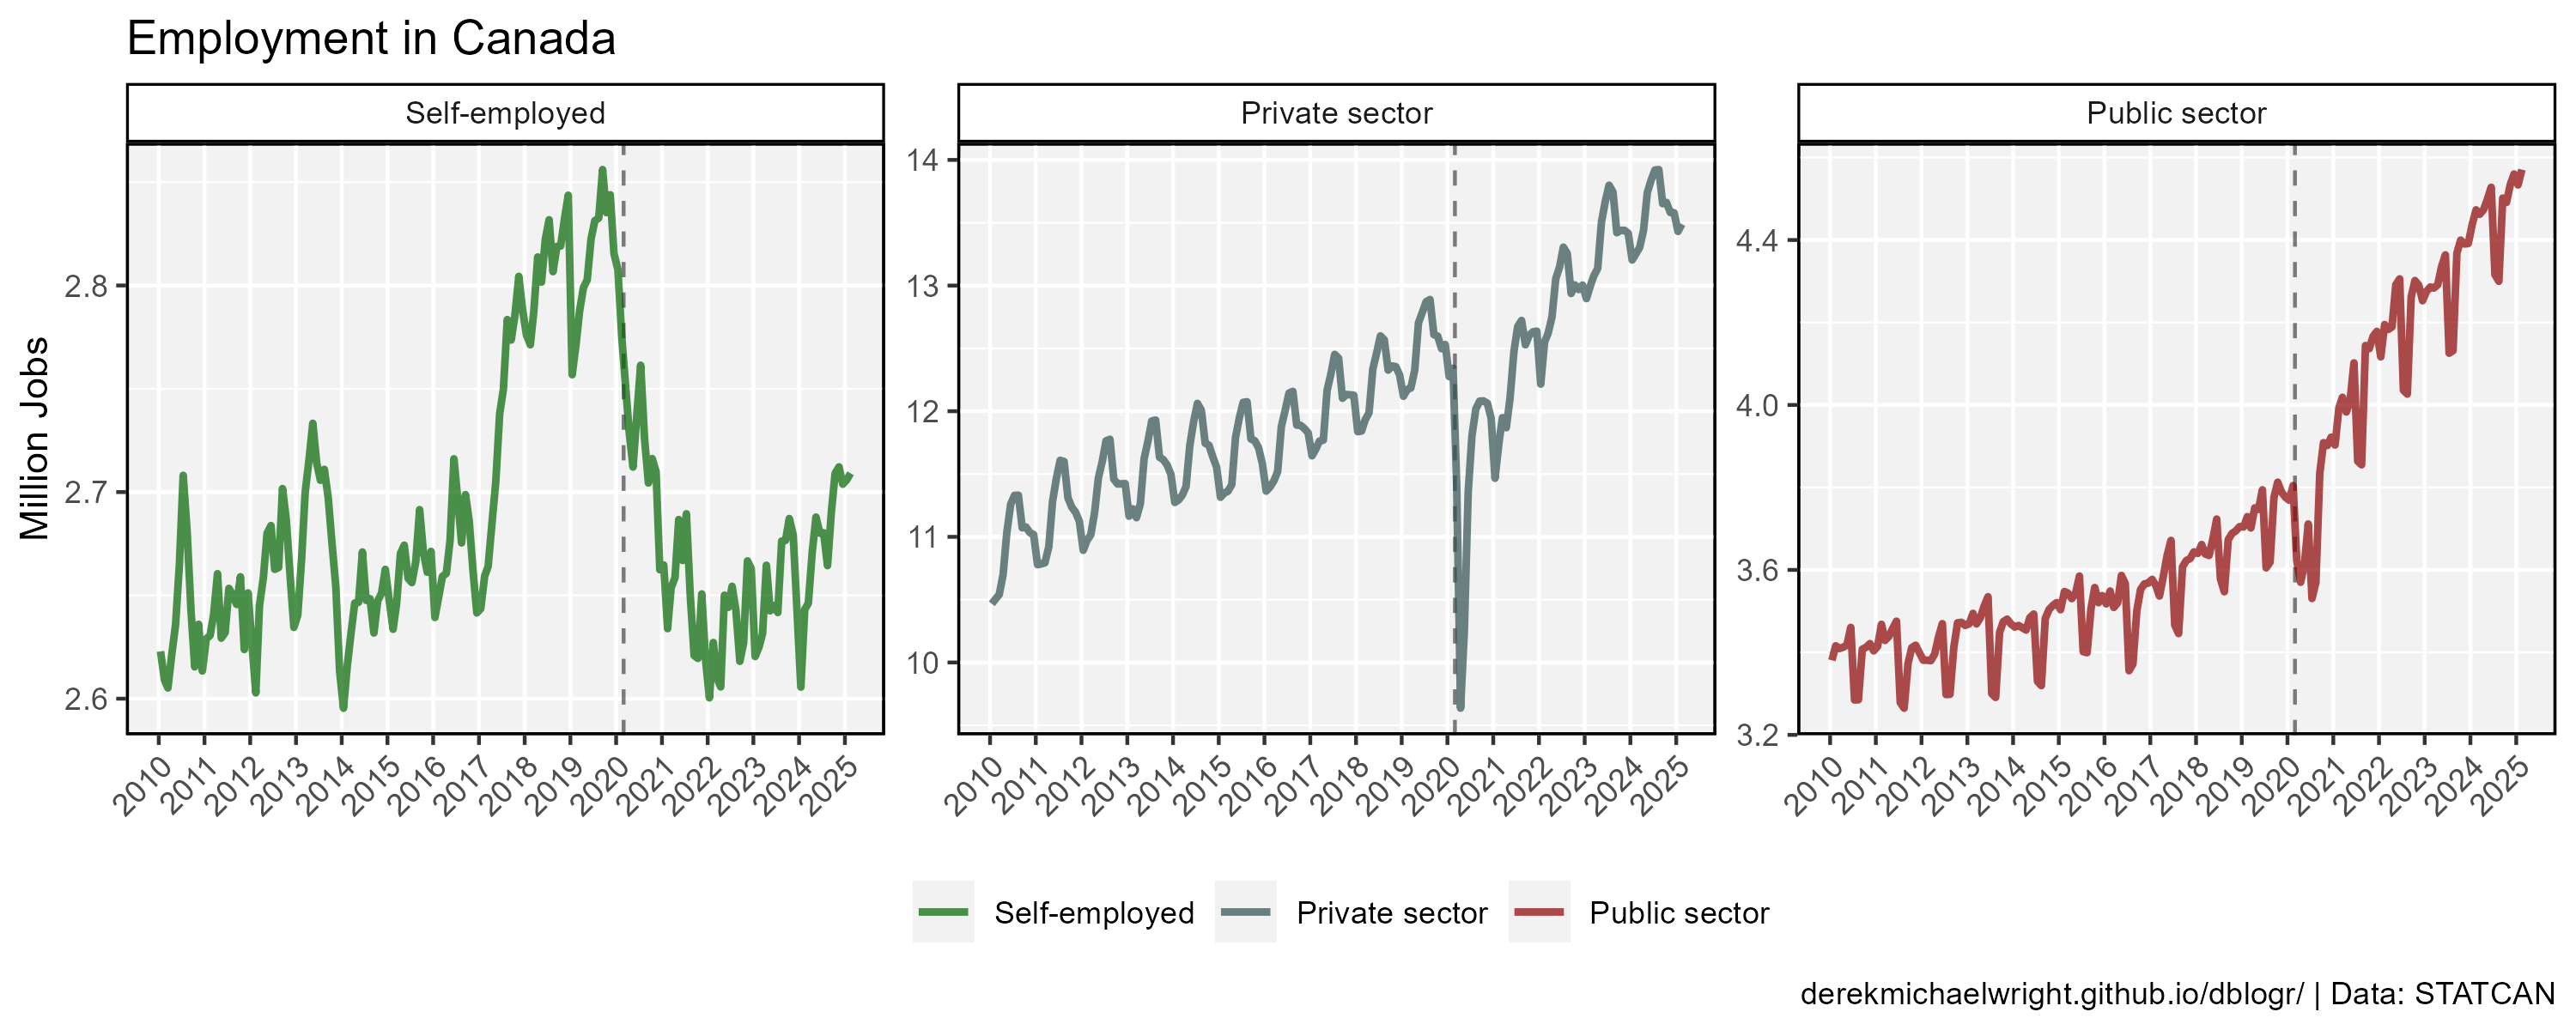 Employment in Canada
Self-employed
Private sector
Public sector
Million Jobs
2.8
2.7
2.6
14
13
12
11
10
4.4
4.0
3.6
3.2
2010 2011 2012 2013 2014 2015 2016 2017 2018 2019 2020 2021 2022 2023 2024 2025
2010 2011 2012 2013 2014 2015 2016 2017 2018 2019 2020 2021 2022 2023 2024 2025
2010 2011 2012 2013 2014 2015 2016 2017 2018 2019 2020 2021 2022 2023 2024 2025
Self-employed Private sector Public sector
derekmichaelwright.github.io/dblogr/ | Data: STATCAN